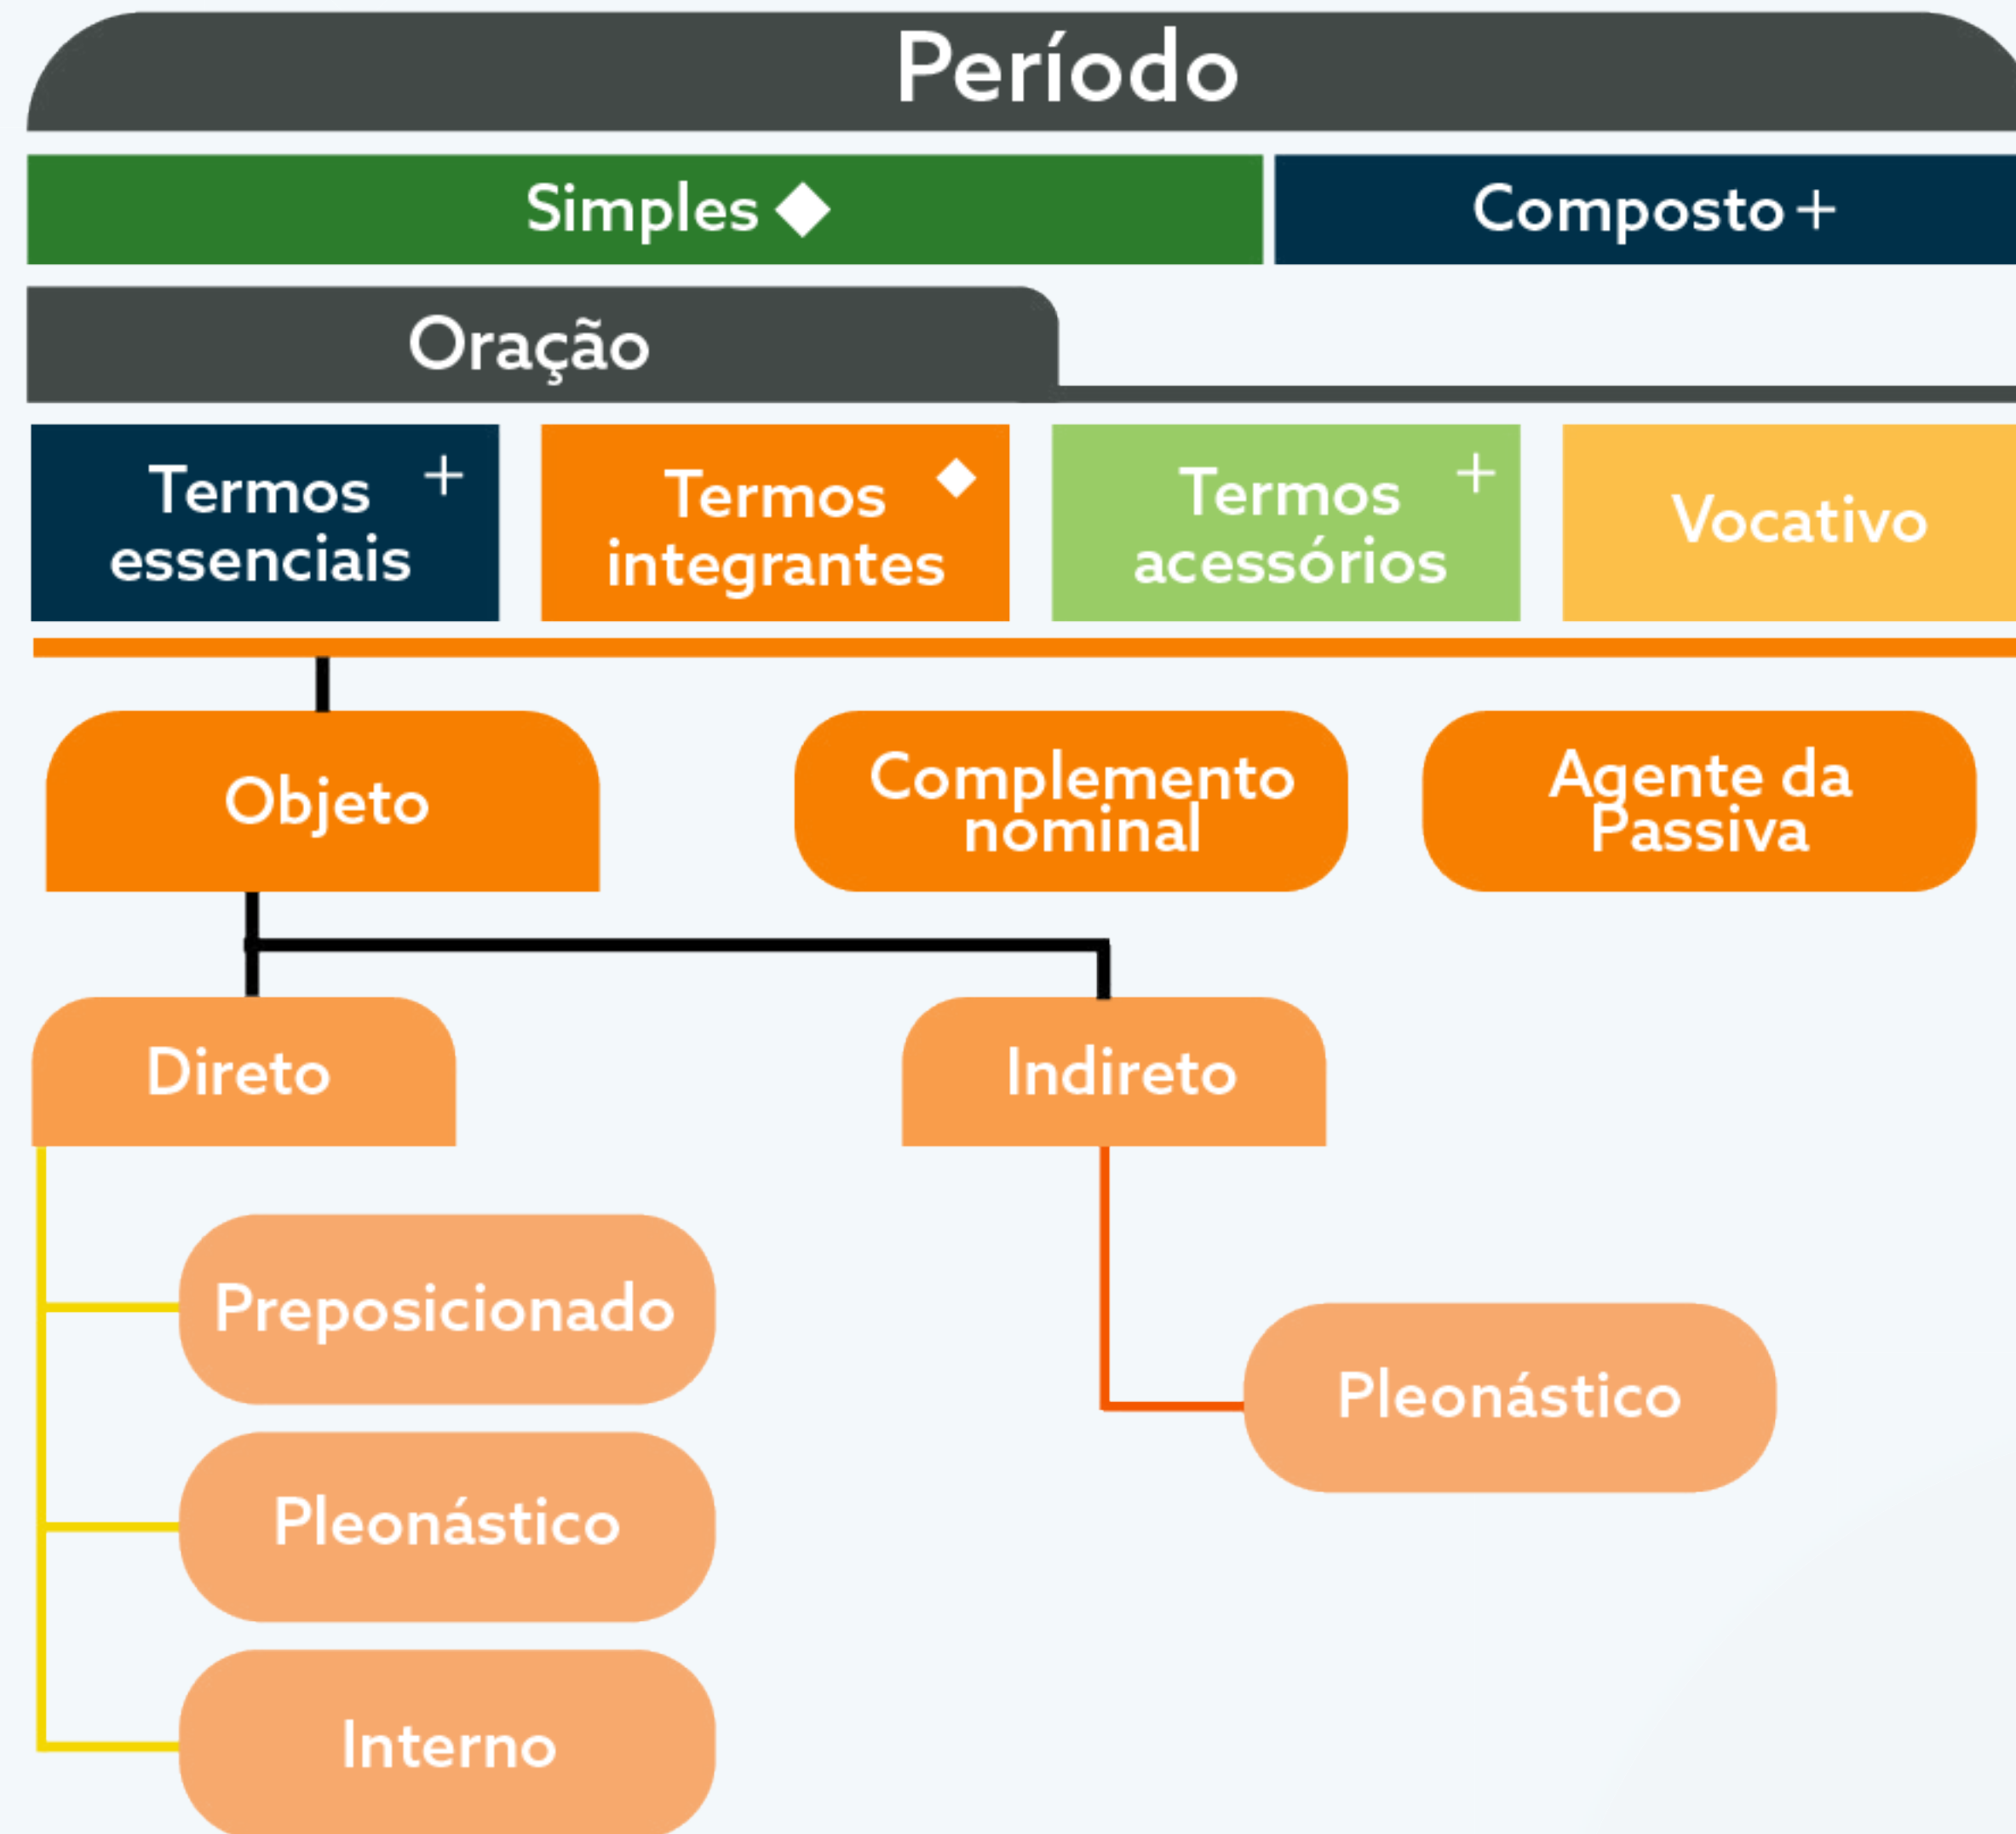 Período
Simples
Composto +
Oração
Termos +
essenciais
Termos
integrantes
Termos +
acessórios
Vocativo
Objeto
Complemento
nominal
Agente da
Passiva
Direto
Indireto
Preposicionado
Pleonástico
Pleonástico
Interno